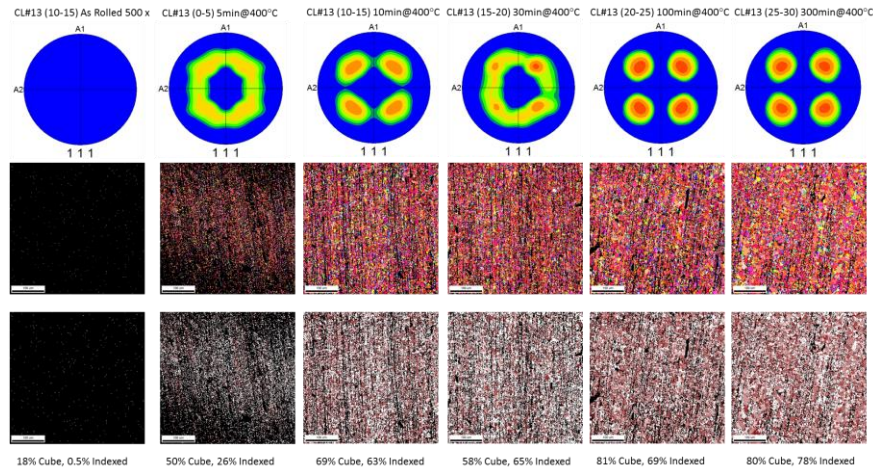 CL#13 (10-15) As Rolled 500 x
CL#13 (0-5) 5min@400°C
CL#13 (10-15) 10min@400°C
CL#13 (15-20) 30min@400°C
CL#13 (20-25) 100min@400°C
CL#13 (25-30) 300min@400°C
A1 A1 A1 A1 A1 A1
A2 A2 A2 A2 A2 A2
1 1 1 1 1 1 1 1 1 1 1 1 1 1 1 1 1 1
18% Cube, 0.5% Indexed
50% Cube, 26% Indexed
69% Cube, 63% Indexed
58% Cube, 65% Indexed
81% Cube, 69% Indexed
80% Cube, 78% Indexed